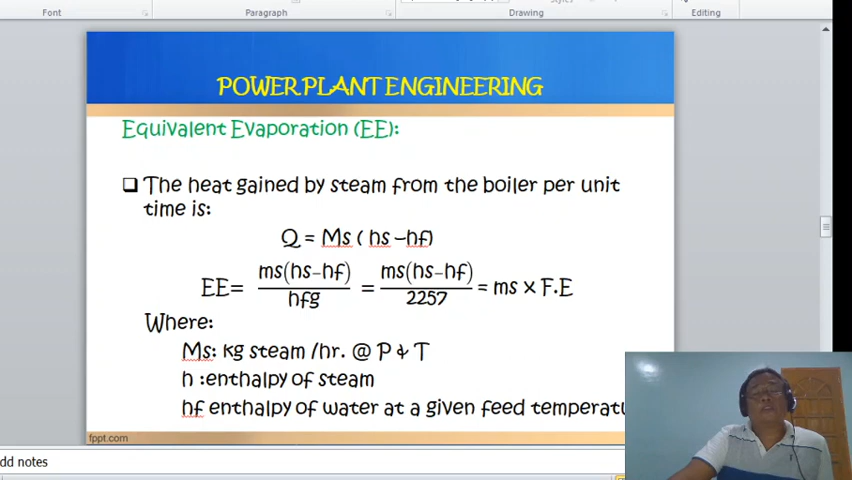 Font
Paragraph
Drawing
Editing
POWER PLANT ENGINEERING
Equivalent Evaporation (EE):
The heat gained by steam from the boiler per unit
time is:
Q = Ms ( hs –hf)
EE= ms(hs-hf)/hfg = ms(hs-hf)/2257 = ms x F.E
Where:
Ms: kg steam /hr. @ P & T
h :enthalpy of steam
hf enthalpy of water at a given feed temperatu
fppt.com
dd notes